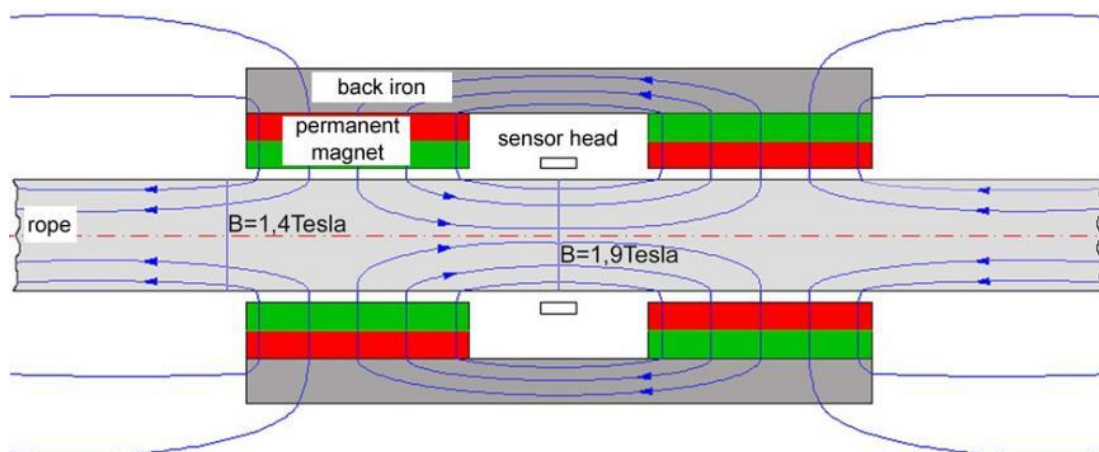 back iron
permanent
magnet
sensor head
rope
B=1,4Tesla
B=1,9Tesla